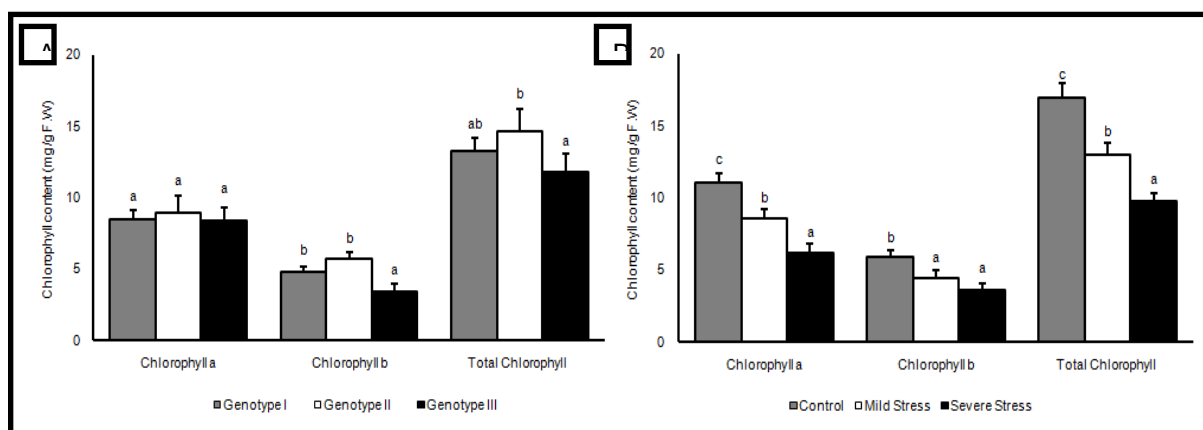 20
15
10
5
0
Chlorophyll content (mg/g F.W)
a
a
a
b
b
a
ab
b
a
Chlorophyll a
Chlorophyll b
Total Chlorophyll
Genotype I
Genotype II
Genotype III
20
15
10
5
0
Chlorophyll content (mg/g F.W)
c
b
a
b
a
a
c
b
a
Chlorophyll a
Chlorophyll b
Total Chlorophyll
Control
Mild Stress
Severe Stress